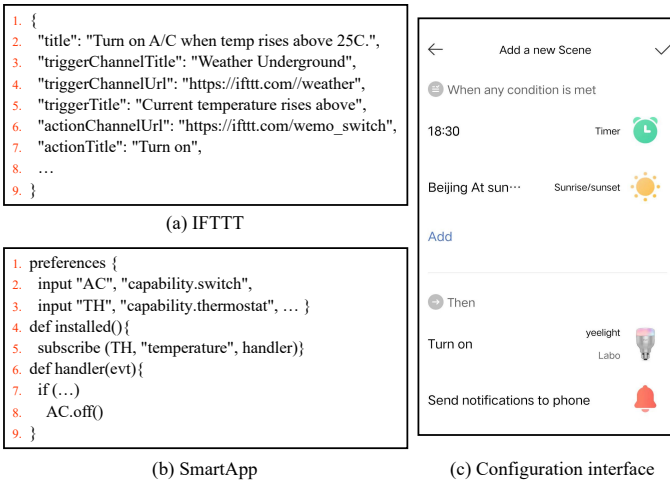 1. {
2. "title": "Turn on A/C when temp rises above 25C.",
3. "triggerChannelTitle": "Weather Underground",
4. "triggerChannelUrl": "https://ifttt.com//weather",
5. "triggerTitle": "Current temperature rises above",
6. "actionChannelUrl": "https://ifttt.com/wemo_switch",
7. "actionTitle": "Turn on",
8. …
9. }
(a) IFTTT
1. preferences {
2. input "AC", "capability.switch",
3. input "TH", "capability.thermostat", … }
4. def installed(){
5. subscribe (TH, "temperature", handler)}
6. def handler(evt){
7. if (…)
8. AC.off()
9. }
(b) SmartApp
Add a new Scene
When any condition is met
18:30 Timer
Beijing At sun··· Sunrise/sunset
Add
Then
yeelight
Turn on
Labo
Send notifications to phone
(c) Configuration interface